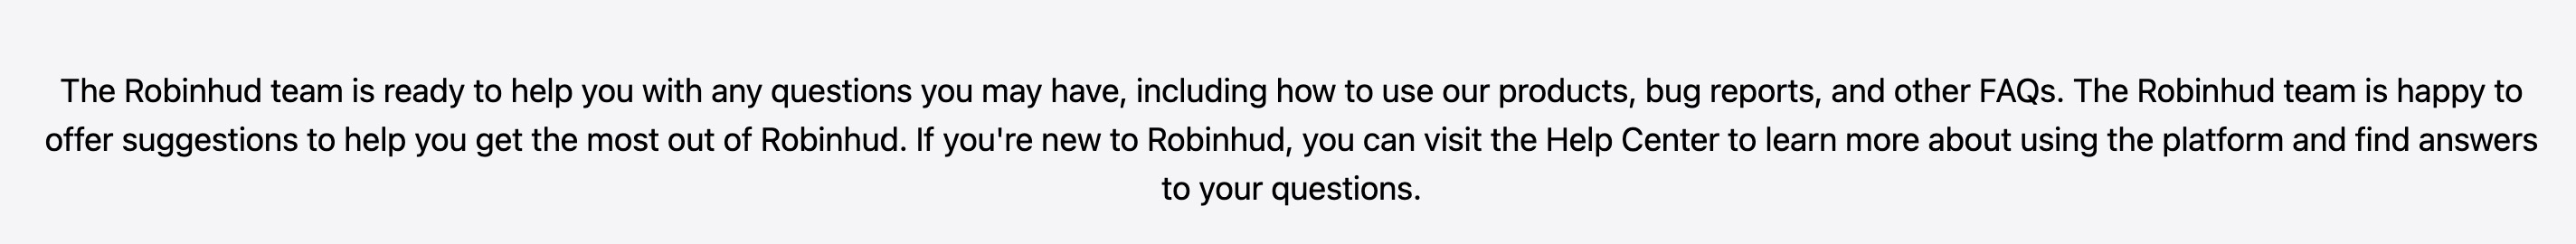 The Robinhud team is ready to help you with any questions you may have, including how to use our products, bug reports, and other FAQs. The Robinhud team is happy to
offer suggestions to help you get the most out of Robinhud. If you're new to Robinhud, you can visit the Help Center to learn more about using the platform and find answers
to your questions.